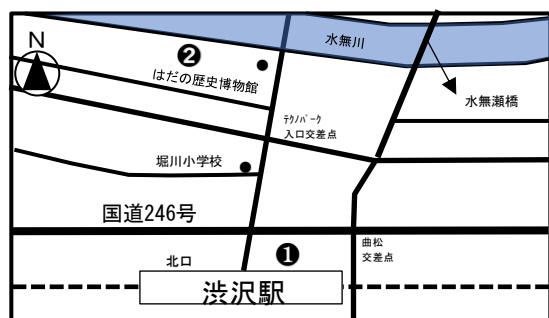 水無川
N
❷
はだの歴史博物館
水無瀬橋
ﾃｸﾉﾊﾟｰｸ
入口交差点
堀川小学校
国道246号
曲松
交差点
北口
❶
渋沢駅